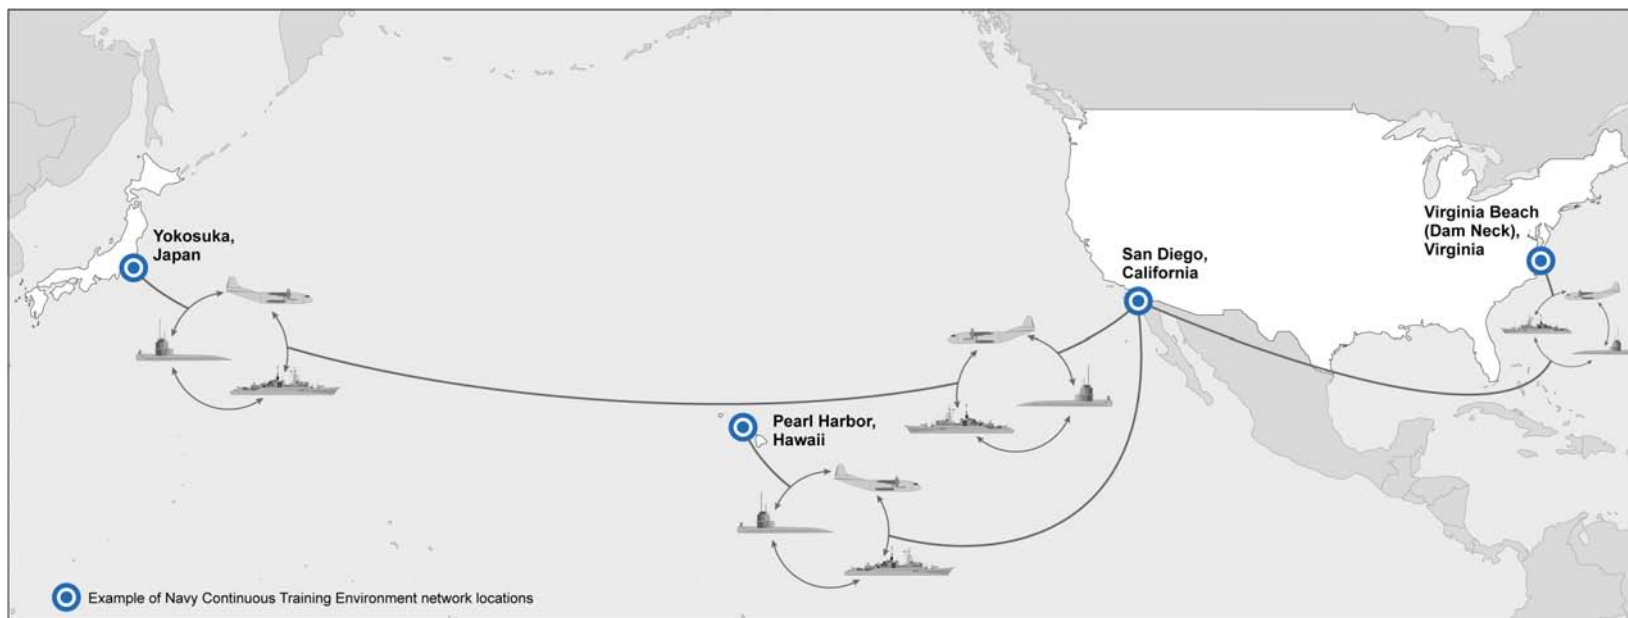 Virginia Beach
(Dam Neck),
Virginia
Yokosuka,
Japan
San Diego,
California
Pearl Harbor,
Hawaii
Example of Navy Continuous Training Environment network locations